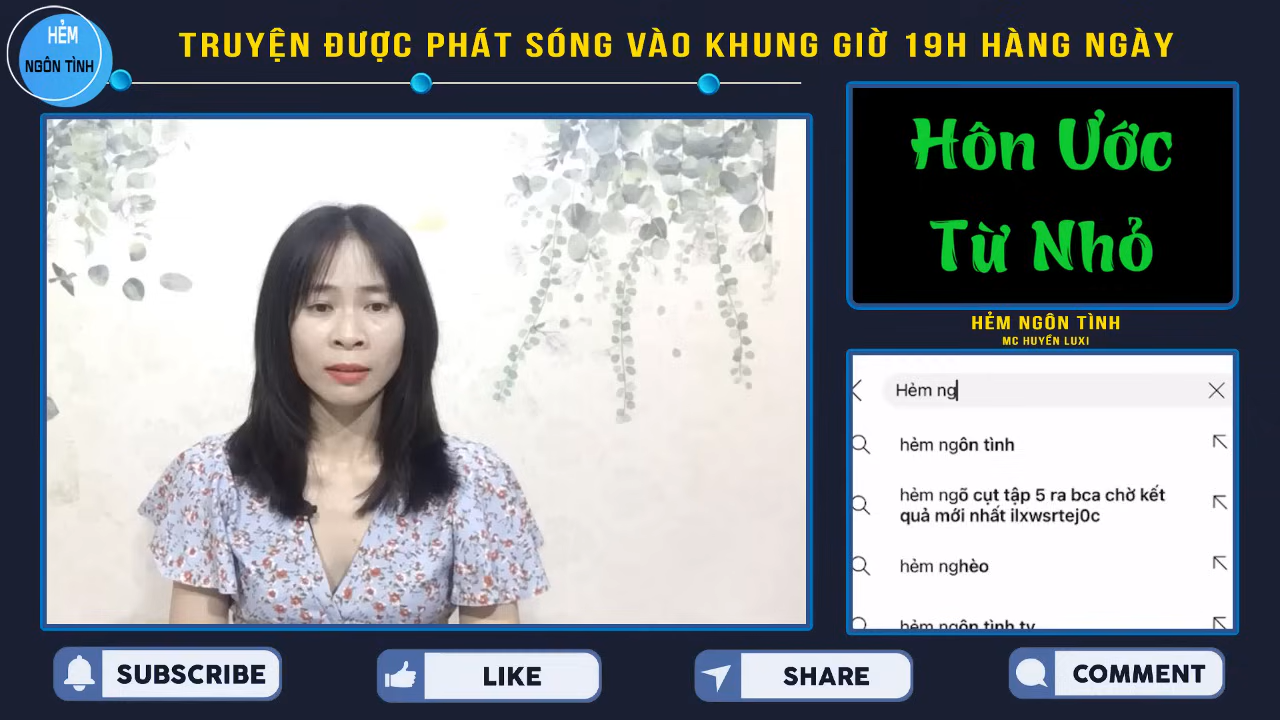 HẺM
NGÔN TÌNH
TRUYỆN ĐƯỢC PHÁT SÓNG VÀO KHUNG GIỜ 19H HÀNG NGÀY
Hôn Ước
Từ Nhỏ
HẺM NGÔN TÌNH
MC HUYỀN LUXI
Hẻm ng
hẻm ngôn tình
hẻm ngõ cụt tập 5 ra bca chờ kết
quả mới nhất ilxwsrtej0c
hẻm nghèo
hẻm ngôn tình tv
SUBSCRIBE
LIKE
SHARE
COMMENT